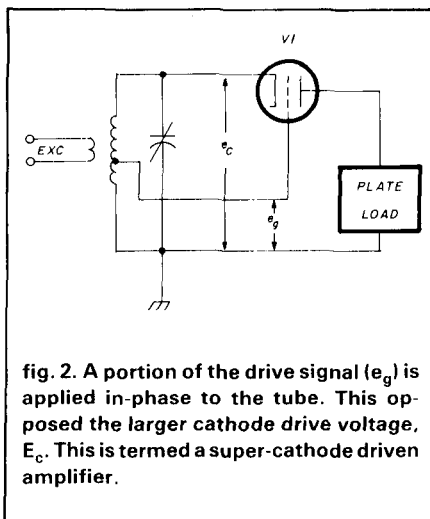 V1
EXC
e_c
e_g
PLATE
LOAD
fig. 2. A portion of the drive signal (e_g) is
applied in-phase to the tube. This op-
posed the larger cathode drive voltage,
E_c. This is termed a super-cathode driven
amplifier.